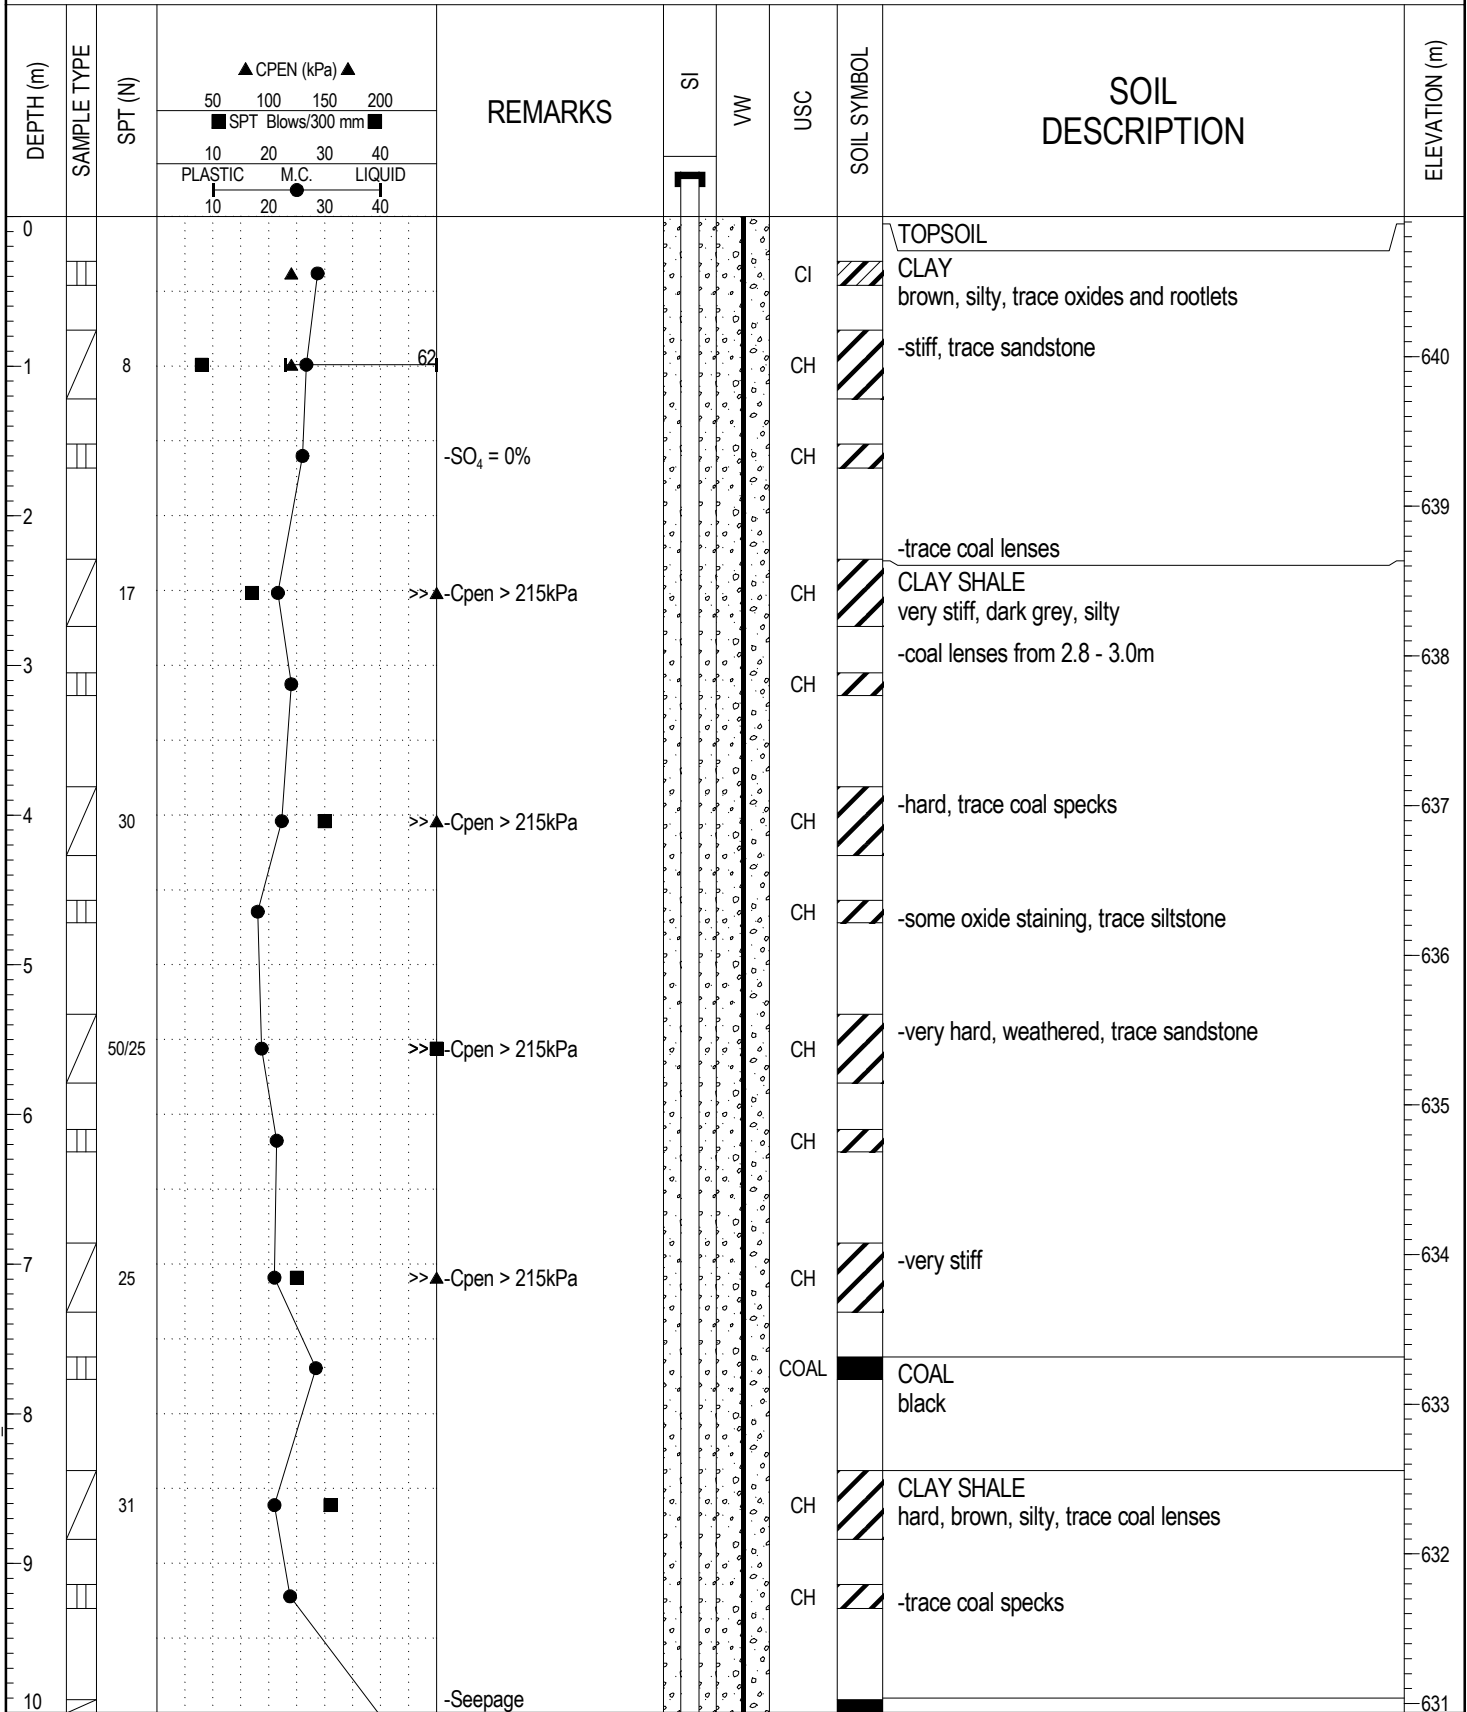 DEPTH (m)
SAMPLE TYPE
SPT (N)
▲ CPEN (kPa) ▲
50 100 150 200
■ SPT Blows/300 mm ■
10 20 30 40
PLASTIC M.C. LIQUID
10 20 30 40
REMARKS
SI
VW
USC
SOIL SYMBOL
SOIL
DESCRIPTION
ELEVATION (m)
0
TOPSOIL
CI
CLAY
brown, silty, trace oxides and rootlets
-stiff, trace sandstone
640
1
8
62
CH
-SO₄ = 0%
CH
2
639
-trace coal lenses
CLAY SHALE
17
>>
-Cpen > 215kPa
CH
very stiff, dark grey, silty
-coal lenses from 2.8 - 3.0m
638
3
CH
-hard, trace coal specks
637
4
30
>>
-Cpen > 215kPa
CH
CH
-some oxide staining, trace siltstone
636
5
-very hard, weathered, trace sandstone
50/25
>>
-Cpen > 215kPa
CH
635
6
CH
634
-very stiff
7
25
>>
-Cpen > 215kPa
CH
COAL
COAL
black
633
8
CLAY SHALE
31
CH
hard, brown, silty, trace coal lenses
632
9
CH
-trace coal specks
10
-Seepage
631